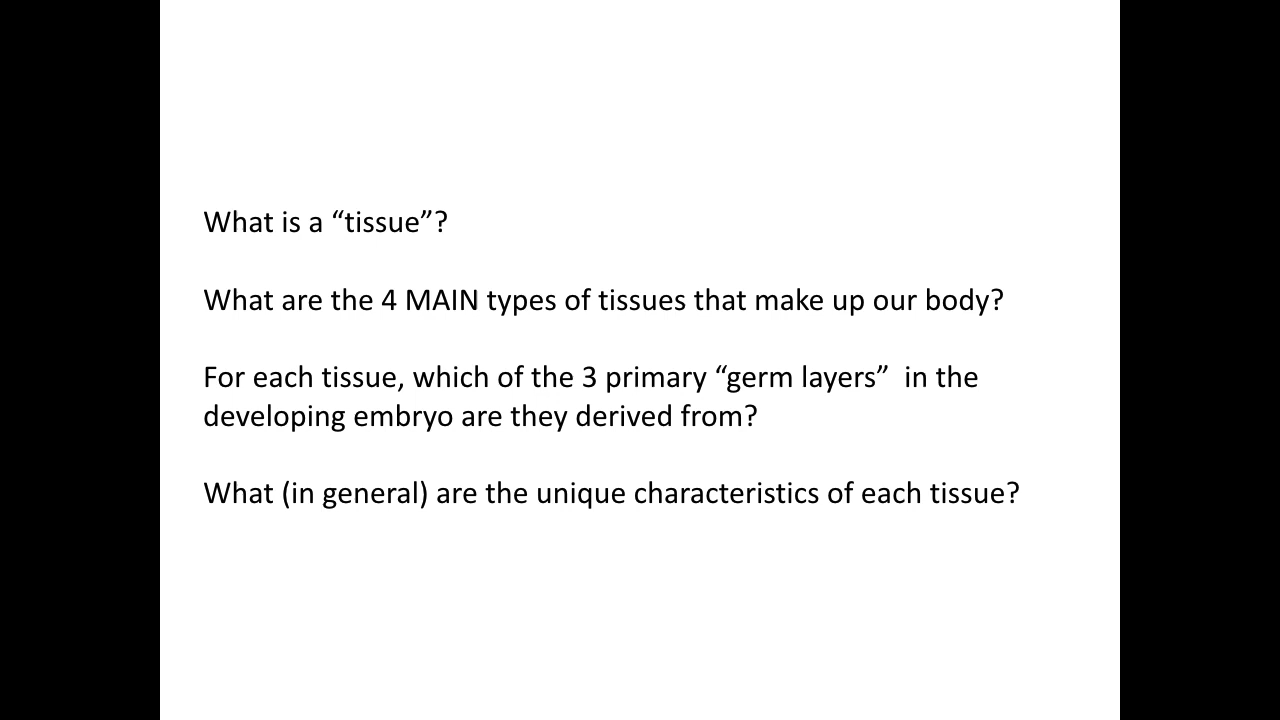 What is a “tissue”?
What are the 4 MAIN types of tissues that make up our body?
For each tissue, which of the 3 primary “germ layers”  in the
developing embryo are they derived from?
What (in general) are the unique characteristics of each tissue?